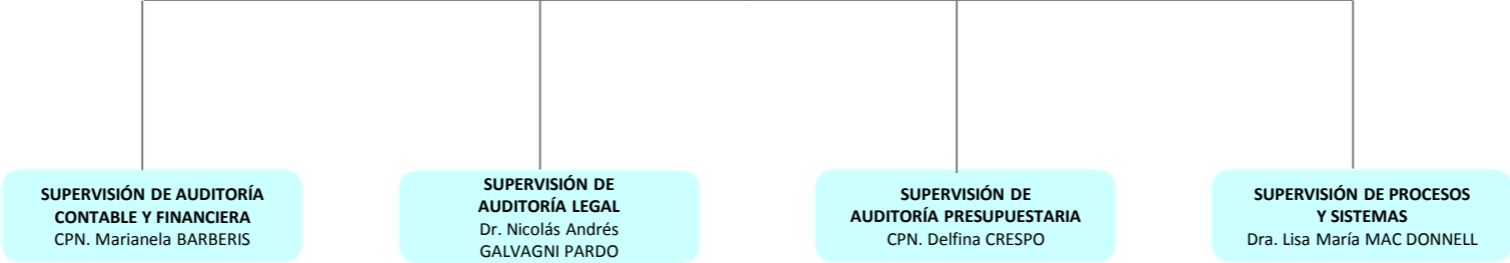 SUPERVISIÓN DE AUDITORÍA
CONTABLE Y FINANCIERA
CPN. Marianela BARBERIS
SUPERVISIÓN DE
AUDITORÍA LEGAL
Dr. Nicolás Andrés
GALVAGNI PARDO
SUPERVISIÓN DE
AUDITORÍA PRESUPUESTARIA
CPN. Delfina CRESPO
SUPERVISIÓN DE PROCESOS
Y SISTEMAS
Dra. Lisa María MAC DONNELL